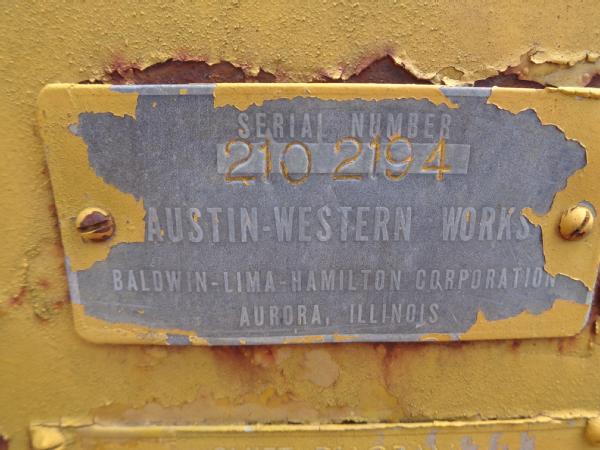 SERIAL NUMBER
210 2194
AUSTIN-WESTERN WORKS
BALDWIN-LIMA-HAMILTON CORPORATION
AURORA, ILLINOIS